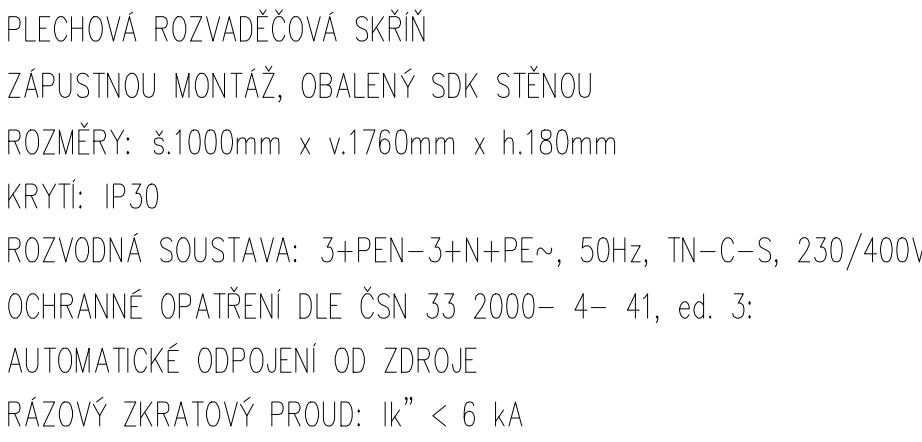 PLECHOVÁ ROZVADĚČOVÁ SKŘÍŇ
ZÁPUSTNOU MONTÁŽ, OBALENÝ SDK STĚNOU
ROZMĚRY: š.1000mm x v.1760mm x h.180mm
KRYTÍ: IP30
ROZVODNÁ SOUSTAVA: 3+PEN-3+N+PE~, 50Hz, TN-C-S, 230/400V
OCHRANNÉ OPATŘENÍ DLE ČSN 33 2000- 4- 41, ed. 3:
AUTOMATICKÉ ODPOJENÍ OD ZDROJE
RÁZOVÝ ZKRATOVÝ PROUD: Ik" < 6 kA